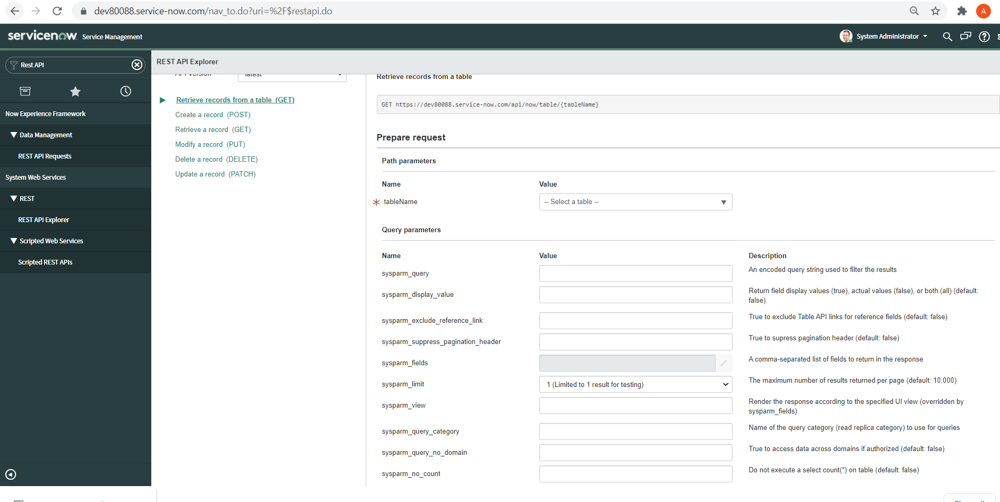 dev80088.service-now.com/nav_to.do?uri=%2F$restapi.do
A
servicenow Service Management
System Administrator
Rest API
REST API Explorer
Now Experience Framework
Data Management
REST API Requests
System Web Services
REST
REST API Explorer
Scripted Web Services
Scripted REST APIs
API Version latest
Retrieve records from a table (GET)
Create a record (POST)
Retrieve a record (GET)
Modify a record (PUT)
Delete a record (DELETE)
Update a record (PATCH)
Retrieve records from a table
GET https://dev80088.service-now.com/api/now/table/{tableName}
Prepare request
Path parameters
Name Value
* tableName -- Select a table --
Query parameters
Name Value Description
sysparm_query An encoded query string used to filter the results
sysparm_display_value Return field display values (true), actual values (false), or both (all) (default:
false)
sysparm_exclude_reference_link True to exclude Table API links for reference fields (default: false)
sysparm_suppress_pagination_header True to supress pagination header (default: false)
sysparm_fields A comma-separated list of fields to return in the response
sysparm_limit 1 (Limited to 1 result for testing) The maximum number of results returned per page (default: 10,000)
sysparm_view Render the response according to the specified UI view (overridden by
sysparm_fields)
sysparm_query_category Name of the query category (read replica category) to use for queries
sysparm_query_no_domain True to access data across domains if authorized (default: false)
sysparm_no_count Do not execute a select count(*) on table (default: false)